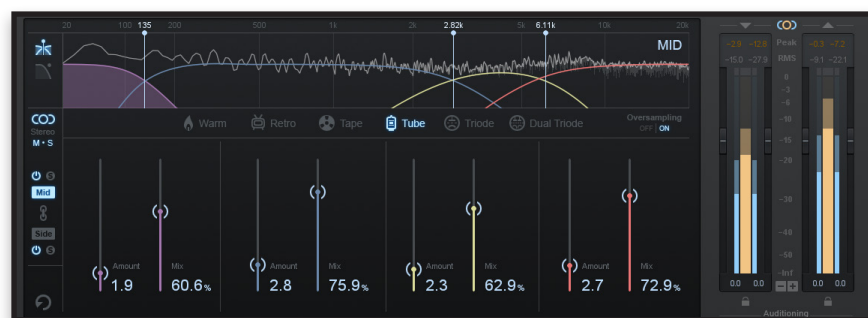 20 100 135 200 500 1k 2k 2.82k 5k 6.11k 10k 20k
MID
Stereo
M • S
Warm Retro Tape Tube Triode Dual Triode
Oversampling
OFF | ON
S
Mid
Side
S
Amount Mix Amount Mix Amount Mix Amount Mix
1.9 60.6% 2.8 75.9% 2.3 62.9% 2.7 72.9%
-2.9 -12.6 Peak -0.3 -7.2
-15.0 -27.9 RMS -9.1 -22.1
0
-3
-6
-10
-15
-20
-30
-40
-50
-Inf
0.0 0.0 0.0 0.0
Auditioning